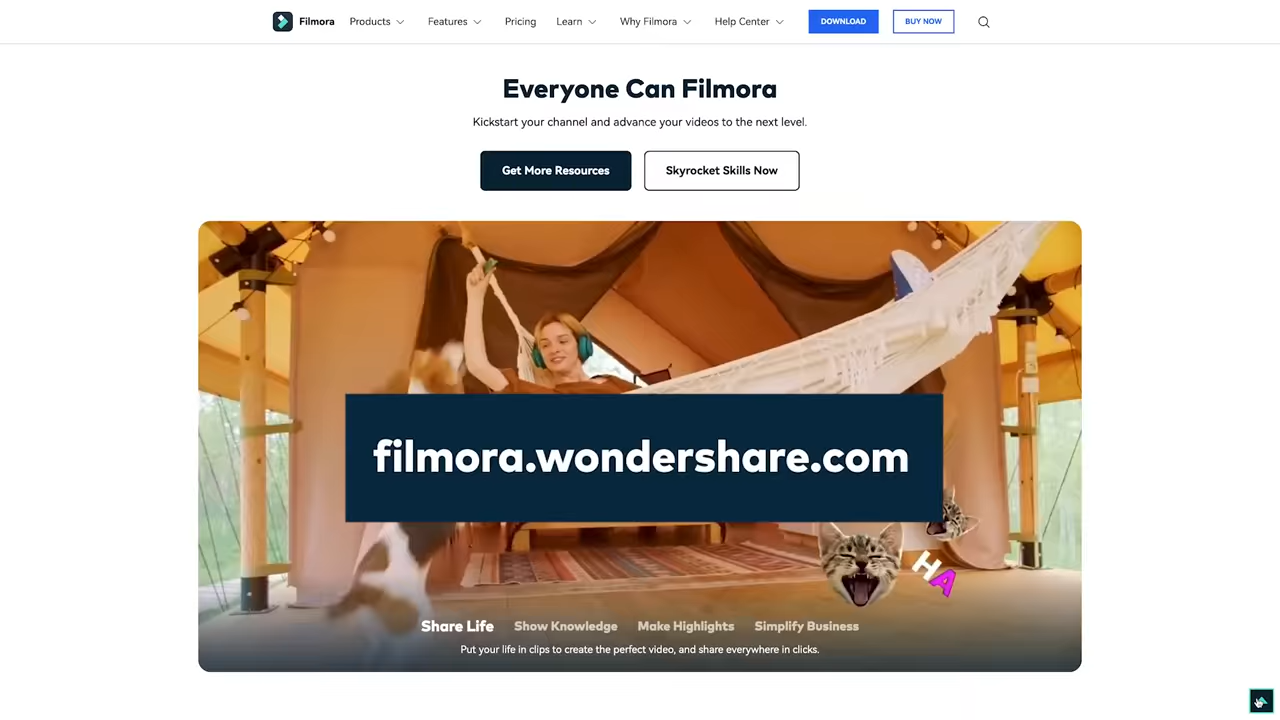 Filmora Products Features Pricing Learn Why Filmora Help Center DOWNLOAD BUY NOW
Everyone Can Filmora
Kickstart your channel and advance your videos to the next level.
Get More Resources Skyrocket Skills Now
filmora.wondershare.com
HA
Share Life Show Knowledge Make Highlights Simplify Business
Put your life in clips to create the perfect video, and share everywhere in clicks.